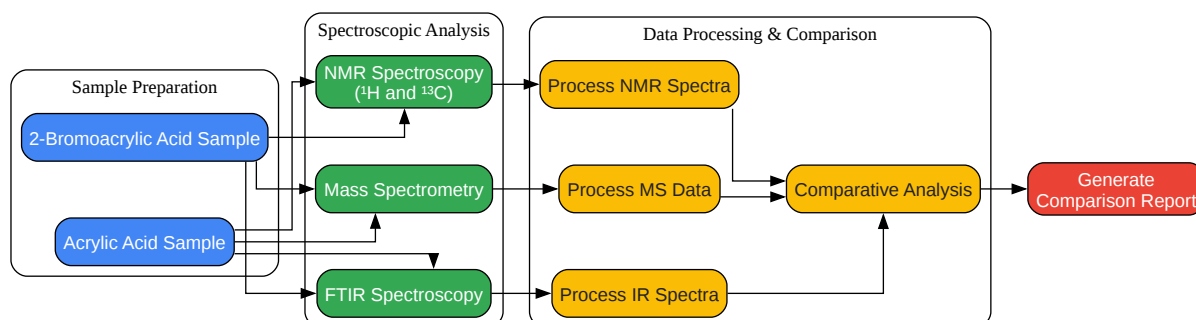 Sample Preparation
2-Bromoacrylic Acid Sample
Acrylic Acid Sample
Spectroscopic Analysis
NMR Spectroscopy
(¹H and ¹³C)
Mass Spectrometry
FTIR Spectroscopy
Data Processing & Comparison
Process NMR Spectra
Process MS Data
Process IR Spectra
Comparative Analysis
Generate
Comparison Report